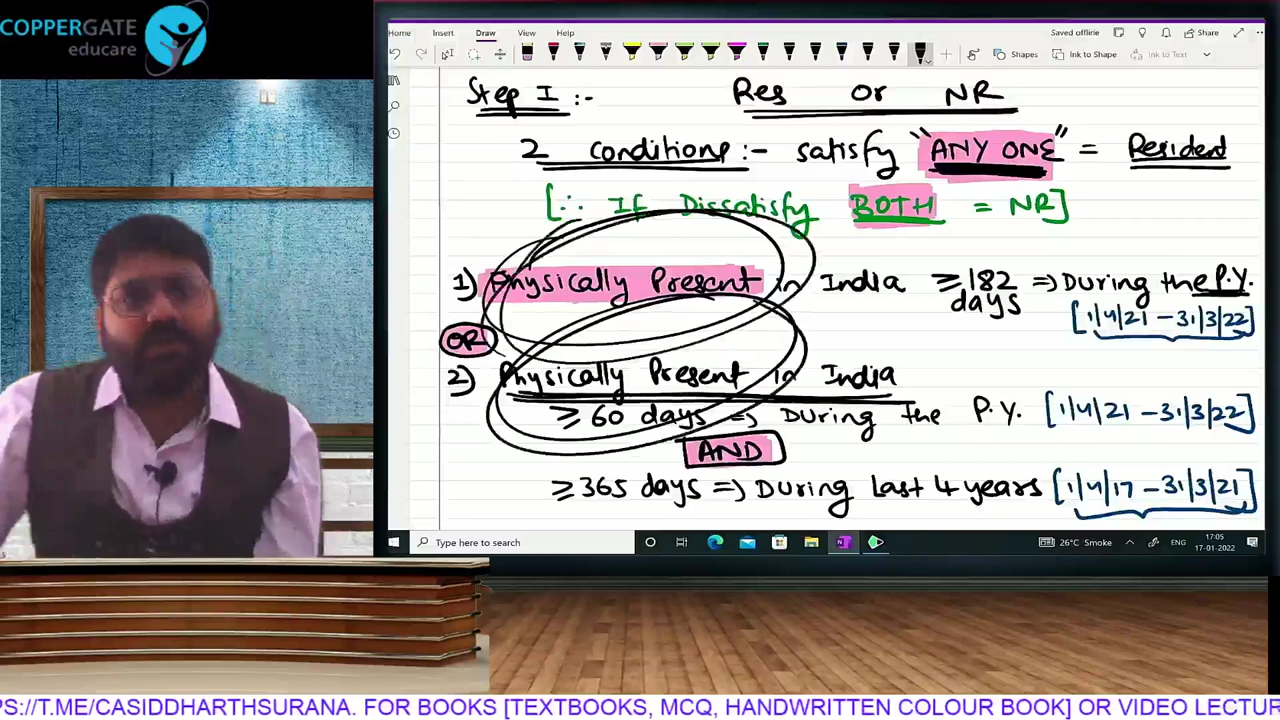 COPPERGATE
educare
Home Insert Draw View Help
Saved offline
Share
Shapes
Ink to Shape
Ink to Text
Step I :- Res Or NR
2 conditions :- satisfy "ANY ONE" = Resident
[∴ If Dissatisfy BOTH = NR]
1) Physically Present in India ≥182 days => During the P.Y.
[1/4/21 - 31/3/22]
OR
2) Physically Present in India
≥ 60 days => During the P.Y. [1/4/21 - 31/3/22]
AND
≥365 days => During last 4 years [1/4/17 - 31/3/21]
Type here to search
26°C Smoke
ENG
17:05
17-01-2022
PS://T.ME/CASIDDHARTHSURANA. FOR BOOKS [TEXTBOOKS, MCQ, HANDWRITTEN COLOUR BOOK] OR VIDEO LECTUR